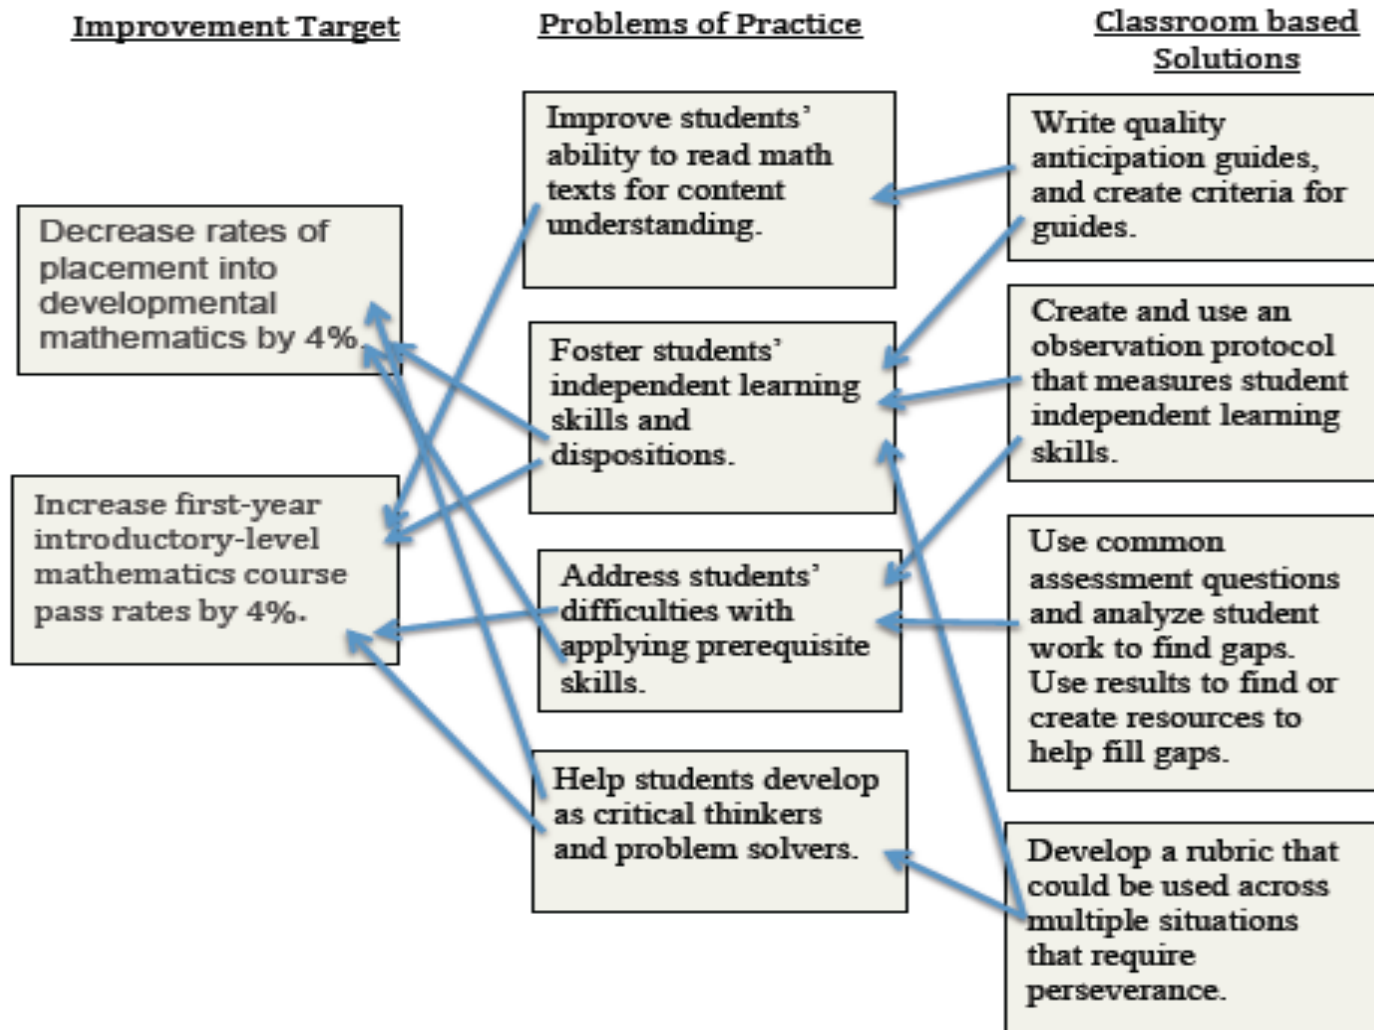 Improvement Target
Decrease rates of
placement into
developmental
mathematics by 4%.
Increase first-year
introductory-level
mathematics course
pass rates by 4%.
Problems of Practice
Improve students’
ability to read math
texts for content
understanding.
Foster students’
independent learning
skills and
dispositions.
Address students’
difficulties with
applying prerequisite
skills.
Help students develop
as critical thinkers
and problem solvers.
Classroom based
Solutions
Write quality
anticipation guides,
and create criteria for
guides.
Create and use an
observation protocol
that measures student
independent learning
skills.
Use common
assessment questions
and analyze student
work to find gaps.
Use results to find or
create resources to
help fill gaps.
Develop a rubric that
could be used across
multiple situations
that require
perseverance.